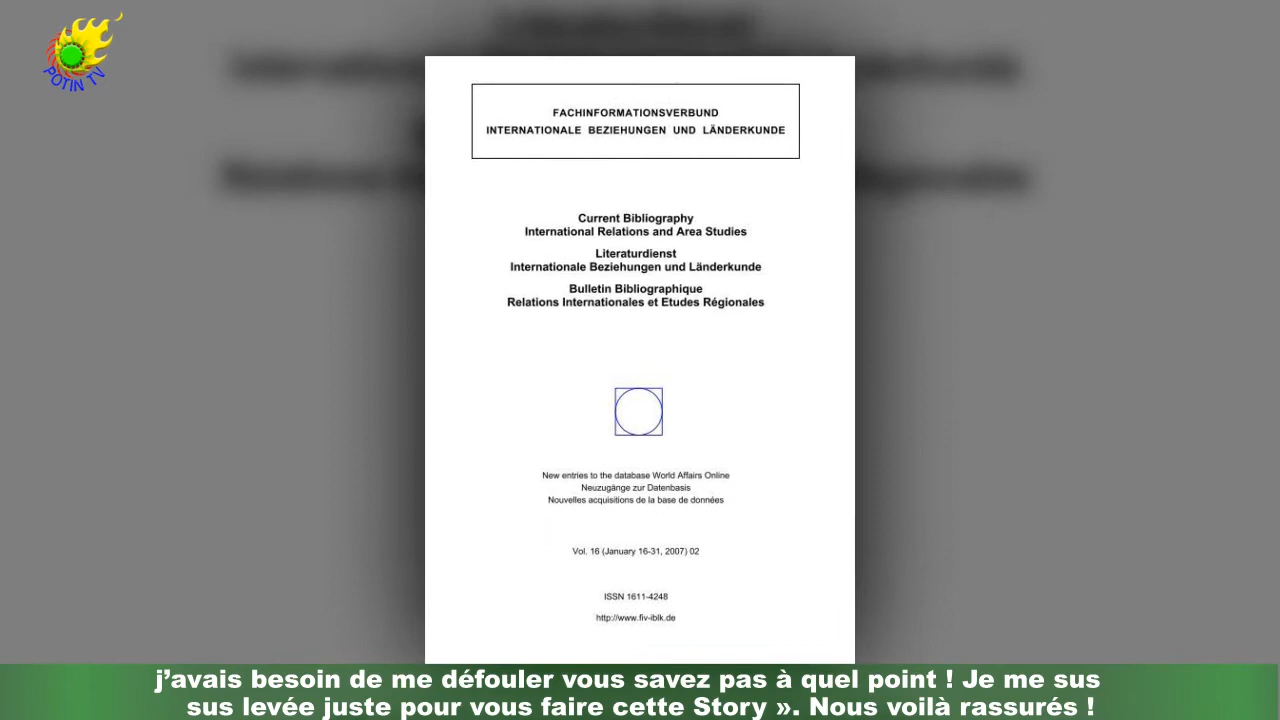 POTIN TV
FACHINFORMATIONSVERBUND
INTERNATIONALE BEZIEHUNGEN UND LÄNDERKUNDE
Current Bibliography
International Relations and Area Studies
Literaturdienst
Internationale Beziehungen und Länderkunde
Bulletin Bibliographique
Relations Internationales et Etudes Régionales
New entries to the database World Affairs Online
Neuzugänge zur Datenbasis
Nouvelles acquisitions de la base de données
Vol. 16 (January 16-31, 2007) 02
ISSN 1611-4248
http://www.fiv-iblk.de
j’avais besoin de me défouler vous savez pas à quel point ! Je me sus
sus levée juste pour vous faire cette Story ». Nous voilà rassurés !